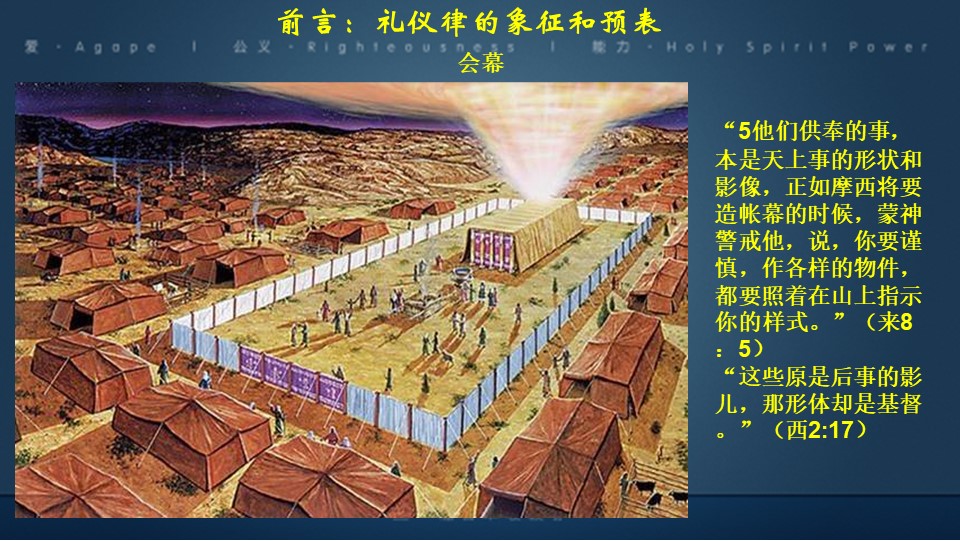 前言：礼仪律的象征和预表
爱·Agape | 公义·Righteousness | 能力·Holy Spirit Power
会幕
“5他们供奉的事，
本是天上事的形状和
影像，正如摩西将要
造帐幕的时候，蒙神
警戒他，说，你要谨
慎，作各样的物件，
都要照着在山上指示
你的样式。”（来8
：5）
“这些原是后事的影
儿，那形体却是基督
。”（西2:17）